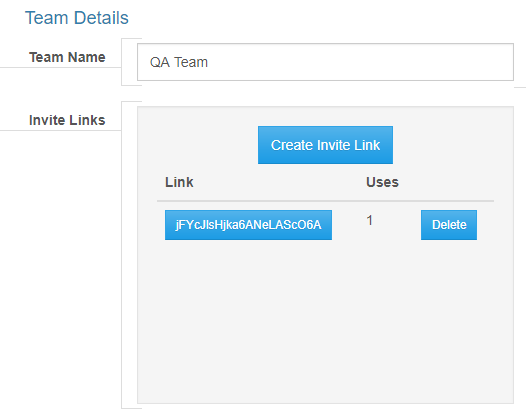 Team Details
Team Name
QA Team
Invite Links
Create Invite Link
Link Uses
jFYcJlsHjka6ANeLAScO6A 1 Delete